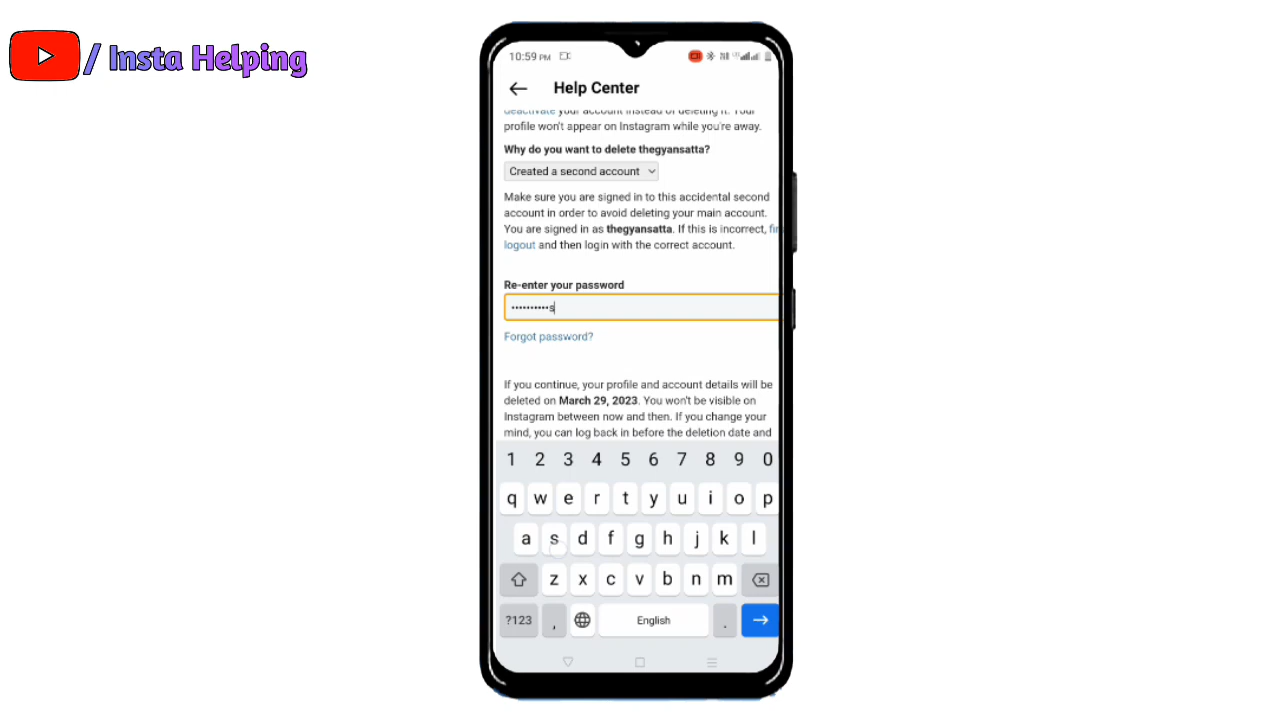 / Insta Helping
10:59 PM
Help Center
deactivate your account instead of deleting it. Your
profile won't appear on Instagram while you're away.
Why do you want to delete thegyansatta?
Created a second account
Make sure you are signed in to this accidental second
account in order to avoid deleting your main account.
You are signed in as thegyansatta. If this is incorrect,
logout and then login with the correct account.
Re-enter your password
••••••••••s
Forgot password?
If you continue, your profile and account details will be
deleted on March 29, 2023. You won't be visible on
Instagram between now and then. If you change your
mind, you can log back in before the deletion date and
1 2 3 4 5 6 7 8 9 0
q w e r t y u i o p
a s d f g h j k l
z x c v b n m
?123 , English .